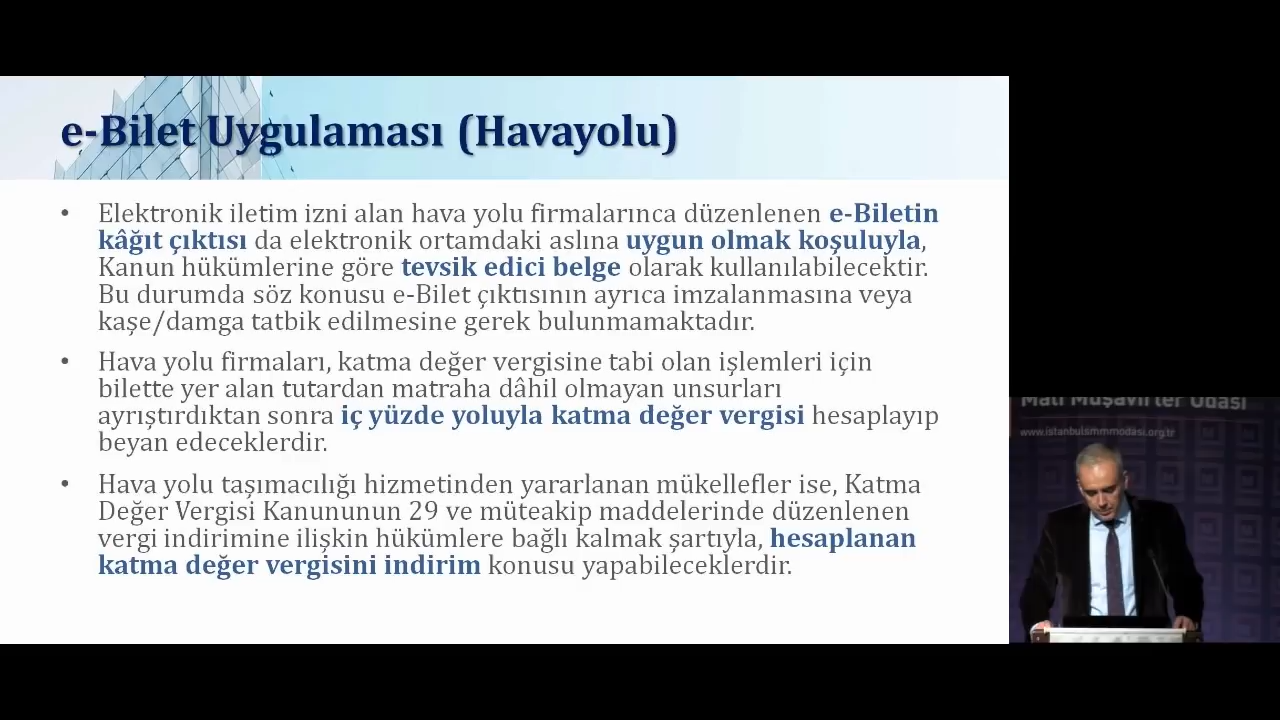 e-Bilet Uygulaması (Havayolu)
• Elektronik iletim izni alan hava yolu firmalarınca düzenlenen e-Biletin
kâğıt çıktısı da elektronik ortamdaki aslına uygun olmak koşuluyla,
Kanun hükümlerine göre tevsik edici belge olarak kullanılabilecektir.
Bu durumda söz konusu e-Bilet çıktısının ayrıca imzalanmasına veya
kaşe/damga tatbik edilmesine gerek bulunmamaktadır.
• Hava yolu firmaları, katma değer vergisine tabi olan işlemleri için
bilette yer alan tutardan matraha dâhil olmayan unsurları
ayrıştırdıktan sonra iç yüzde yoluyla katma değer vergisi hesaplayıp
beyan edeceklerdir.
• Hava yolu taşımacılığı hizmetinden yararlanan mükellefler ise, Katma
Değer Vergisi Kanununun 29 ve müteakip maddelerinde düzenlenen
vergi indirimine ilişkin hükümlere bağlı kalmak şartıyla, hesaplanan
katma değer vergisini indirim konusu yapabileceklerdir.
Mali Müşavirler Odası
www.istanbulsmmmodasi.org.tr